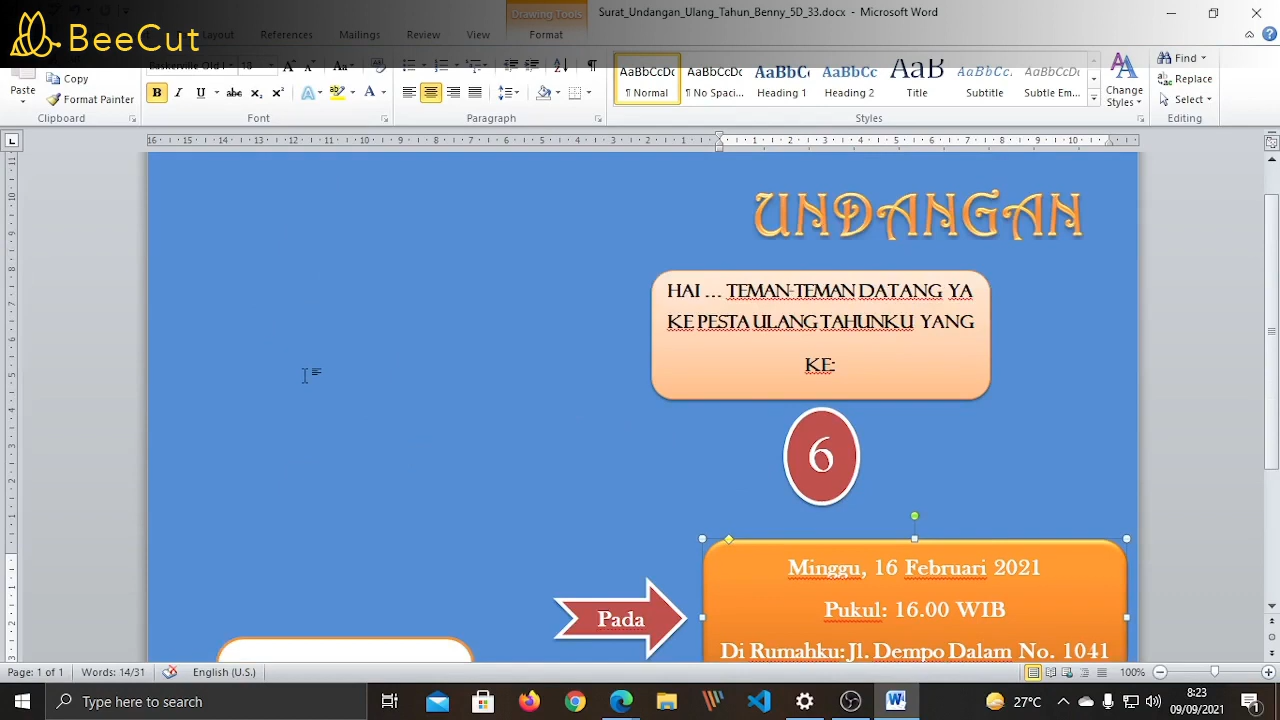 BeeCut
Drawing Tools
Surat_Undangan_Ulang_Tahun_Benny_5D_33.docx - Microsoft Word
Layout References Mailings Review View Format
Copy
Paste
Format Painter
Clipboard
Baskerville Old 13
Font
Paragraph
AaBbCcDc AaBbCcDc AaBbC AaBbCc AaB AaBbCc. AaBbCcDc
¶ Normal ¶ No Spaci... Heading 1 Heading 2 Title Subtitle Subtle Em...
Change Styles
Styles
Find
Replace
Select
Editing
UNDANGAN
HAI ... TEMAN-TEMAN DATANG YA
KE PESTA ULANG TAHUNKU YANG
KE:
6
Minggu, 16 Februari 2021
Pukul: 16.00 WIB
Pada
Di Rumahku: Jl. Dempo Dalam No. 1041
Page: 1 of 1 Words: 14/31 English (U.S.) 100%
Type here to search
27°C
8:23
09/09/2021